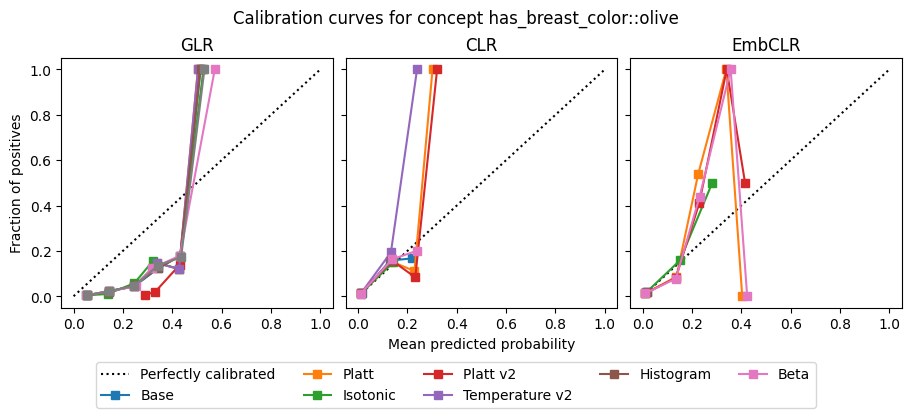 Calibration curves for concept has_breast_color::olive
GLR
CLR
EmbCLR
Fraction of positives
1.0
0.8
0.6
0.4
0.2
0.0
0.0 0.2 0.4 0.6 0.8 1.0
0.0 0.2 0.4 0.6 0.8 1.0
0.0 0.2 0.4 0.6 0.8 1.0
Mean predicted probability
Perfectly calibrated
Base
Platt
Isotonic
Platt v2
Temperature v2
Histogram
Beta